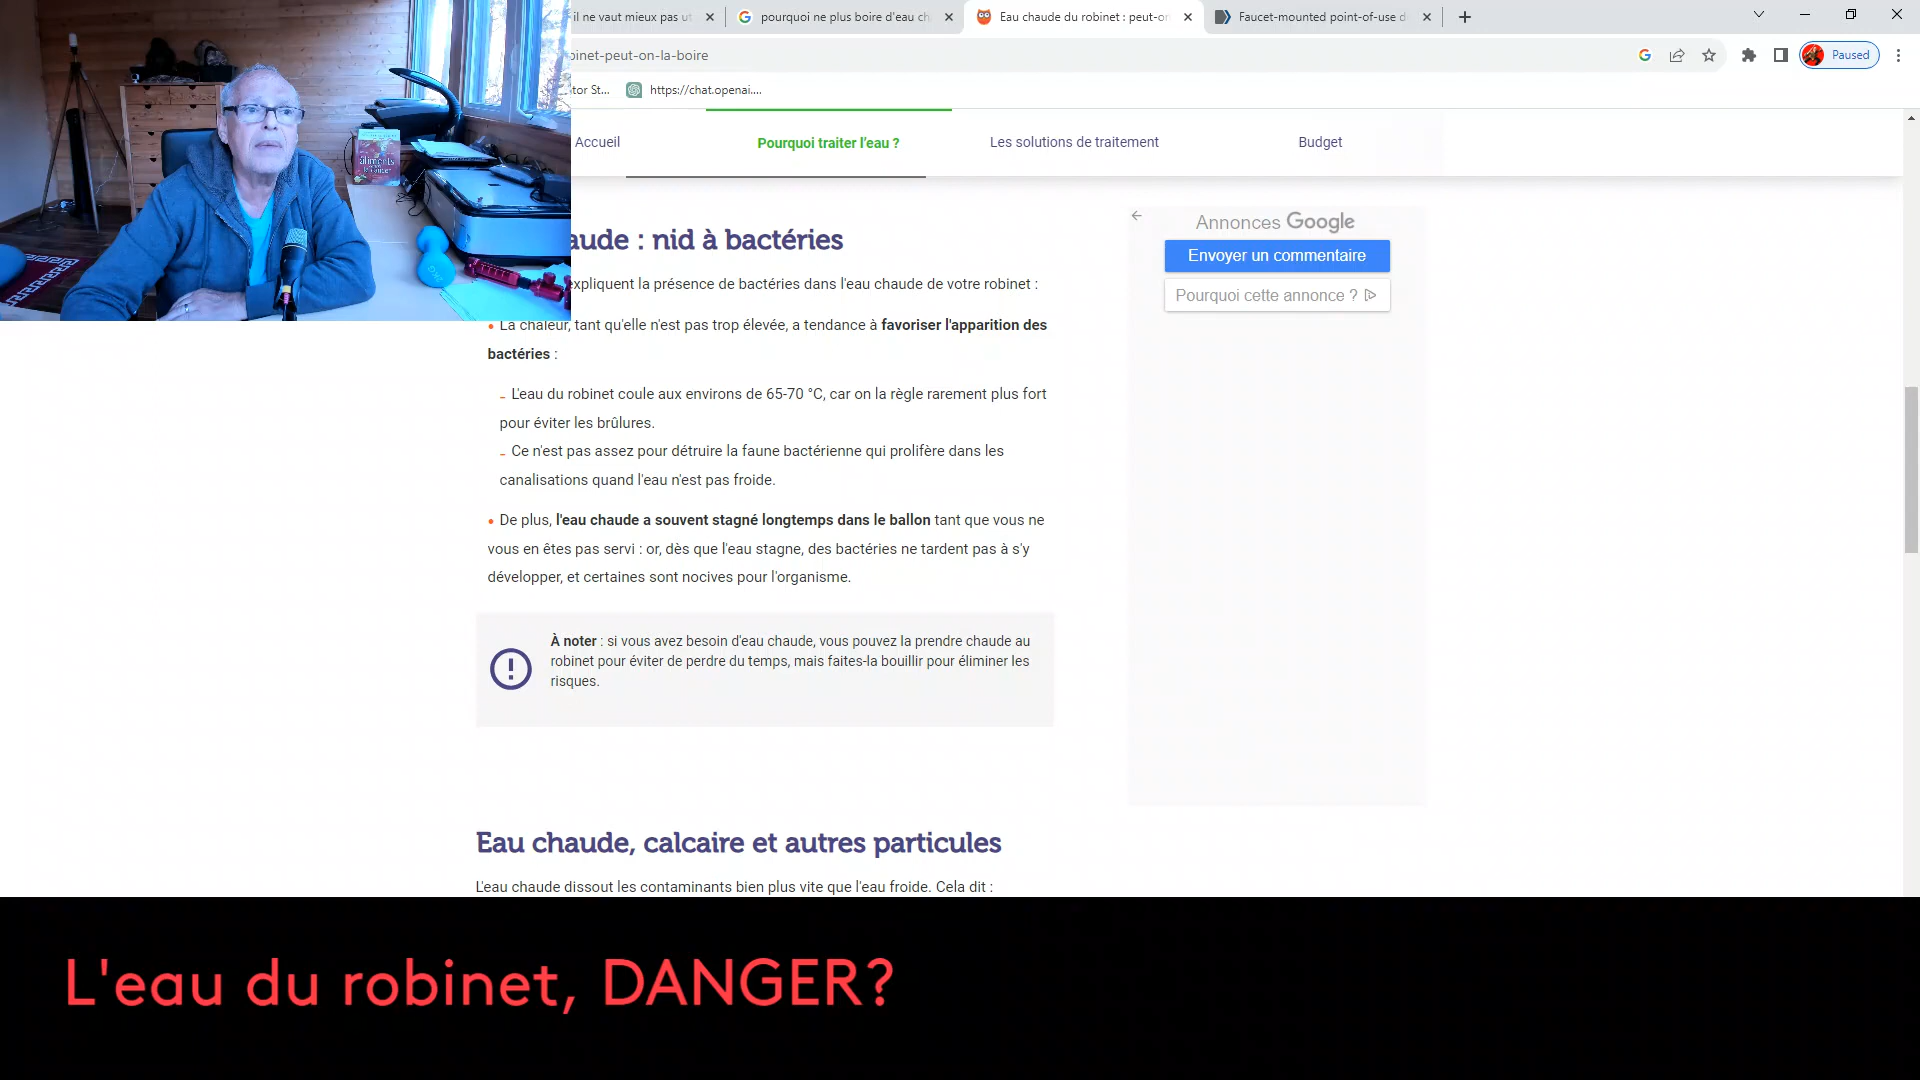 il ne vaut mieux pas ut
pourquoi ne plus boire d'eau ch
Eau chaude du robinet : peut-on
Faucet-mounted point-of-use d
binet-peut-on-la-boire
Paused
tor St...
https://chat.openai....
Accueil
Pourquoi traiter l'eau ?
Les solutions de traitement
Budget
aliments
le cancer
aude : nid à bactéries
expliquent la présence de bactéries dans l'eau chaude de votre robinet :
• La chaleur, tant qu'elle n'est pas trop élevée, a tendance à favoriser l'apparition des
bactéries :
– L'eau du robinet coule aux environs de 65-70 °C, car on la règle rarement plus fort
pour éviter les brûlures.
– Ce n'est pas assez pour détruire la faune bactérienne qui prolifère dans les
canalisations quand l'eau n'est pas froide.
• De plus, l'eau chaude a souvent stagné longtemps dans le ballon tant que vous ne
vous en êtes pas servi : or, dès que l'eau stagne, des bactéries ne tardent pas à s'y
développer, et certaines sont nocives pour l'organisme.
À noter : si vous avez besoin d'eau chaude, vous pouvez la prendre chaude au
robinet pour éviter de perdre du temps, mais faites-la bouillir pour éliminer les
risques.
Annonces Google
Envoyer un commentaire
Pourquoi cette annonce ?
Eau chaude, calcaire et autres particules
L'eau chaude dissout les contaminants bien plus vite que l'eau froide. Cela dit :
L'eau du robinet, DANGER?